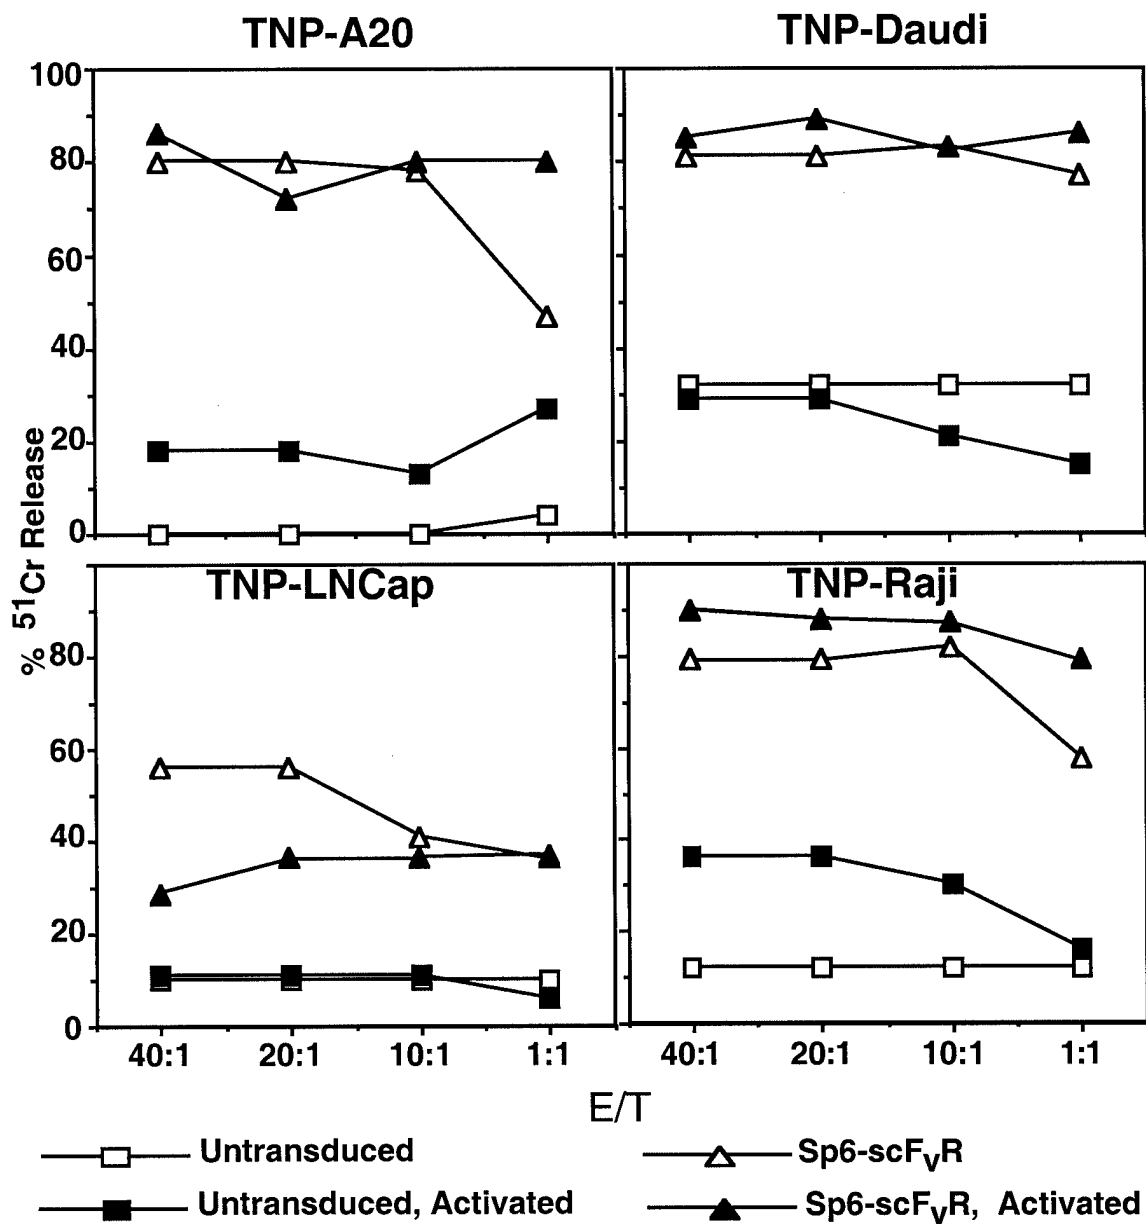 TNP-A20 TNP-Daudi
100
80
60
40
20
0
% 51Cr Release
TNP-LNCap TNP-Raji
80
60
40
20
0
40:1 20:1 10:1 1:1 40:1 20:1 10:1 1:1
E/T
Untransduced Sp6-scFVR
Untransduced, Activated Sp6-scFVR, Activated